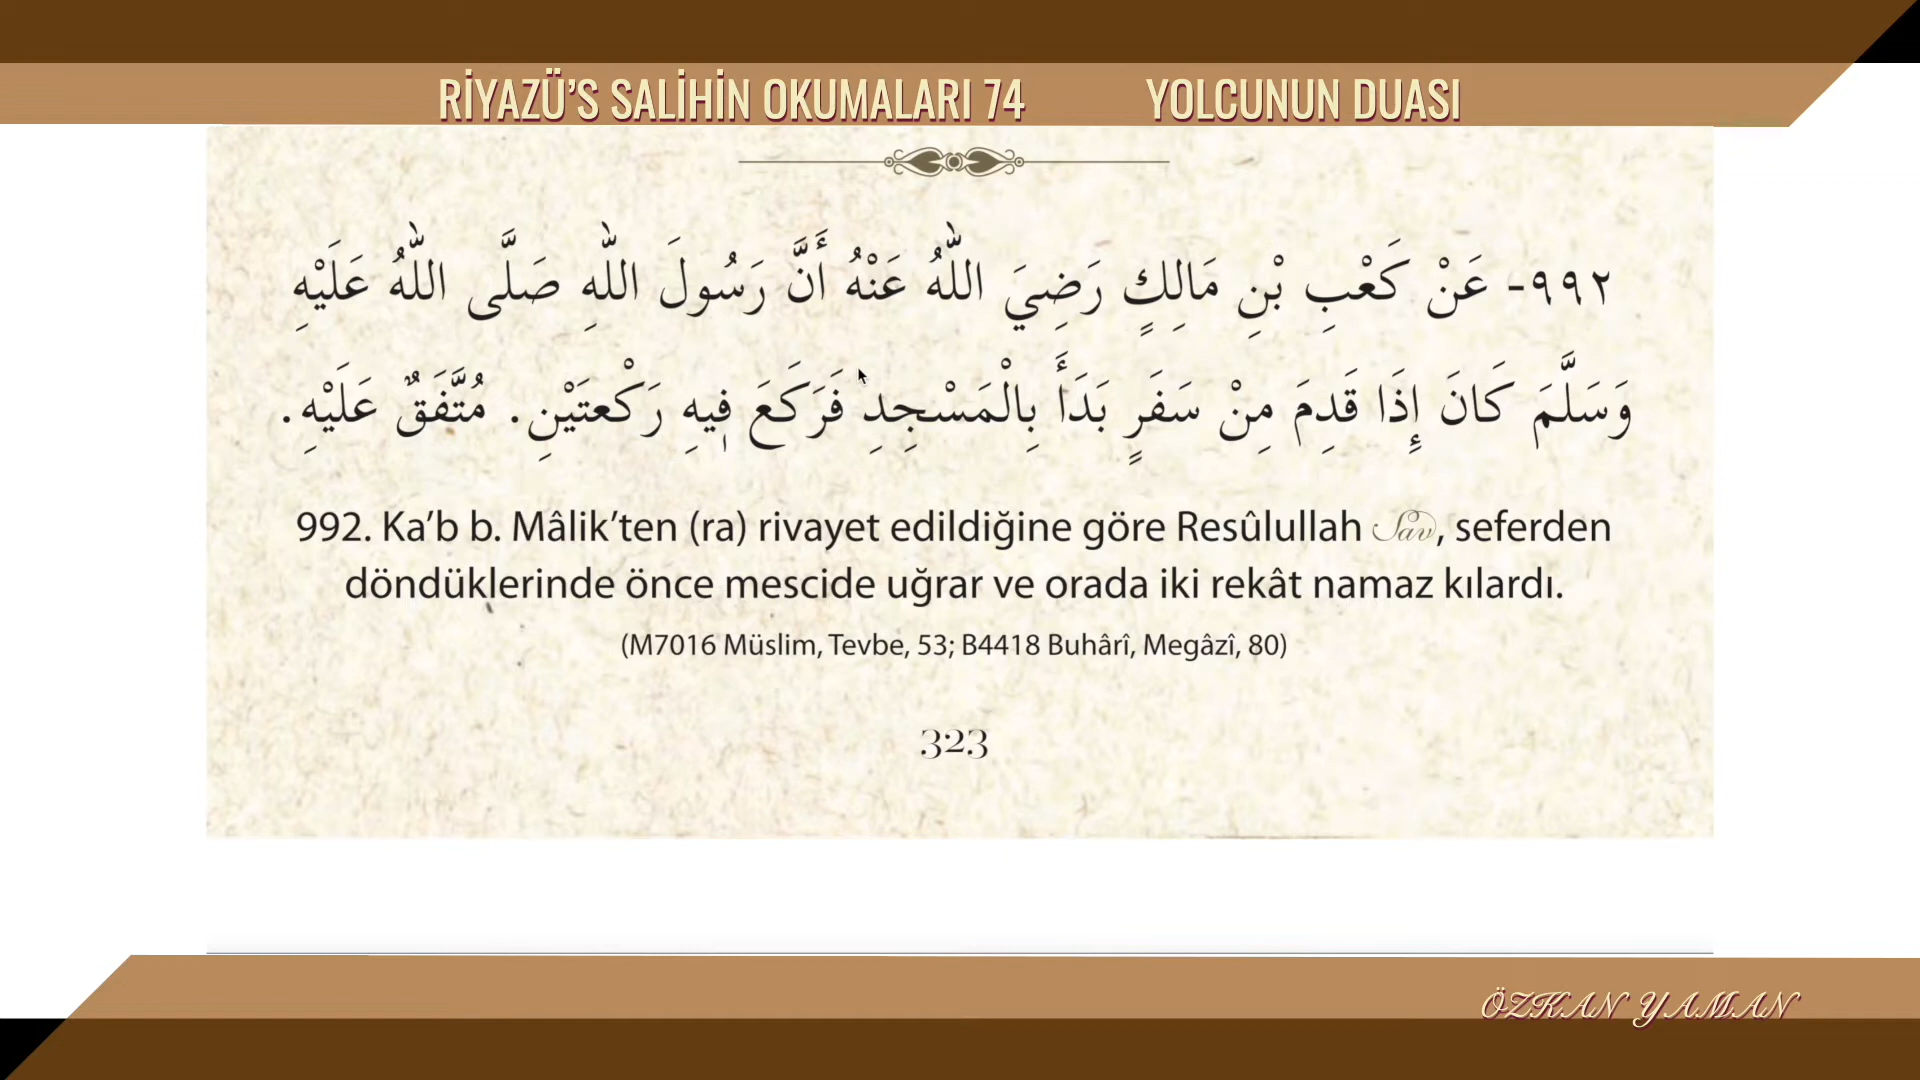 RİYAZÜ’S SALİHİN OKUMALARI 74 YOLCUNUN DUASI
٩٩٢- عَنْ كَعْبِ بْنِ مَالِكٍ رَضِيَ اللّٰهُ عَنْهُ أَنَّ رَسُولَ اللّٰهِ صَلَّى اللّٰهُ عَلَيْهِ
وَسَلَّمَ كَانَ إِذَا قَدِمَ مِنْ سَفَرٍ بَدَأَ بِالْمَسْجِدِ فَرَكَعَ فِيهِ رَكْعتَيْنِ. مُتَّفَقٌ عَلَيْهِ.
992. Ka’b b. Mâlik’ten (ra) rivayet edildiğine göre Resûlullah Sav, seferden
döndüklerinde önce mescide uğrar ve orada iki rekât namaz kılardı.
(M7016 Müslim, Tevbe, 53; B4418 Buhârî, Megâzî, 80)
323
ÖZKAN YAMAN